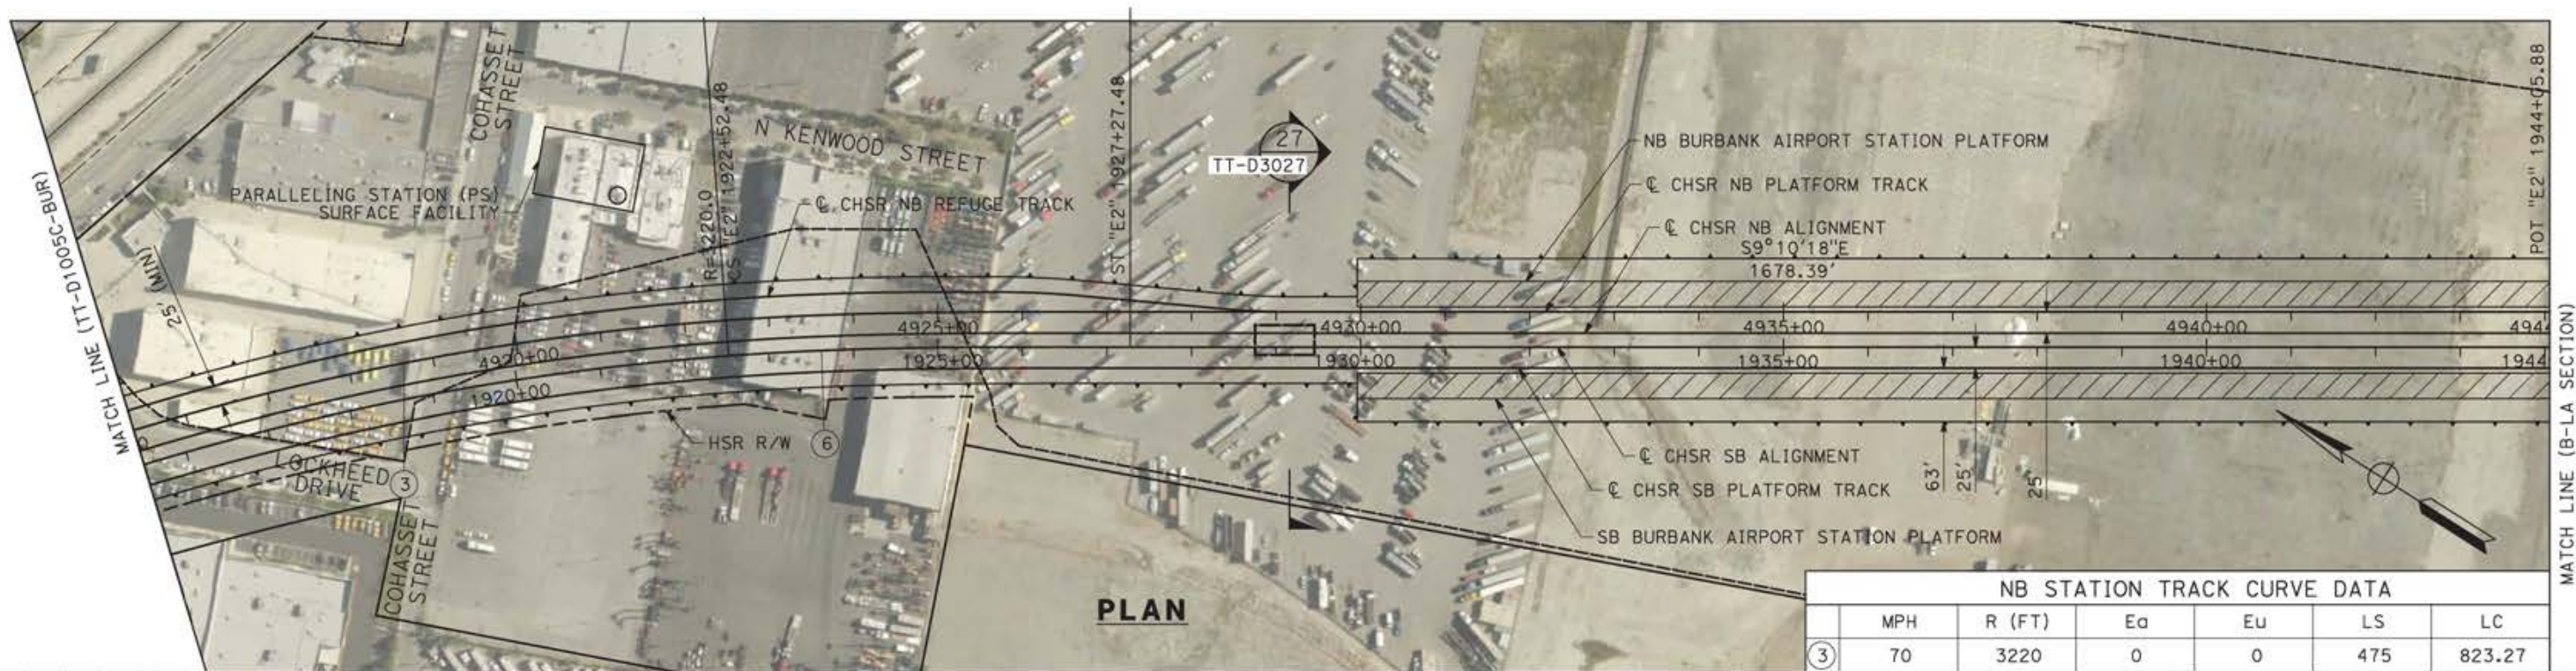 MATCH LINE (TT-D1005C-BUR)
COHASSET
STREET
PARALLELING STATION (PS)
SURFACE FACILITY
25' (MIN)
R=3220.0
CS "E2" 1922+52.48
N KENWOOD STREET
℄ CHSR NB REFUGE TRACK
ST "E2" 1927+27.48
27
TT-D3027
NB BURBANK AIRPORT STATION PLATFORM
℄ CHSR NB PLATFORM TRACK
℄ CHSR NB ALIGNMENT
S9°10'18"E
1678.39'
POT "E2" 1944+05.88
4920+00
4925+00
4930+00
4935+00
4940+00
4944
1920+00
1925+00
1930+00
1935+00
1940+00
1944
HSR R/W
6
LOCKHEED
DRIVE
3
COHASSET
STREET
℄ CHSR SB ALIGNMENT
℄ CHSR SB PLATFORM TRACK
SB BURBANK AIRPORT STATION PLATFORM
63'
25'
25'
MATCH LINE (B-LA SECTION)
PLAN
NB STATION TRACK CURVE DATA
MPH R (FT) Ea Eu LS LC
3 70 3220 0 0 475 823.27